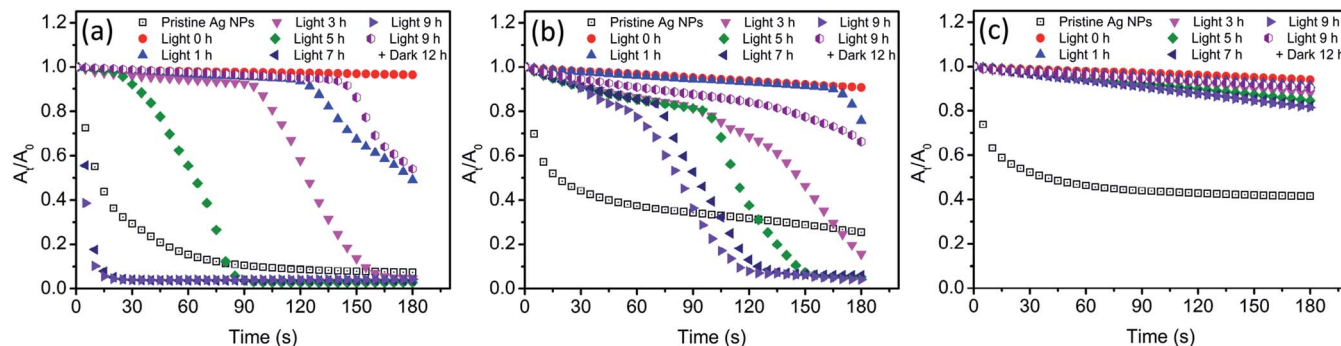 (a)
Pristine Ag NPs Light 3 h Light 9 h
Light 0 h Light 5 h Light 9 h
Light 1 h Light 7 h + Dark 12 h
1.2
1.0
0.8
0.6
0.4
0.2
0.0
At/A0
0 30 60 90 120 150 180
Time (s)
(b)
Pristine Ag NPs Light 3 h Light 9 h
Light 0 h Light 5 h Light 9 h
Light 1 h Light 7 h + Dark 12 h
1.2
1.0
0.8
0.6
0.4
0.2
0.0
At/A0
0 30 60 90 120 150 180
Time (s)
(c)
Pristine Ag NPs Light 3 h Light 9 h
Light 0 h Light 5 h Light 9 h
Light 1 h Light 7 h + Dark 12 h
1.2
1.0
0.8
0.6
0.4
0.2
0.0
At/A0
0 30 60 90 120 150 180
Time (s)